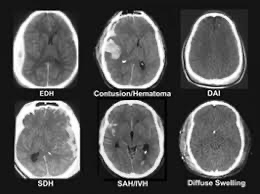 EDH
Contusion/Hematema
DAI
SDH
SAH/IVH
Diffuse Swelling